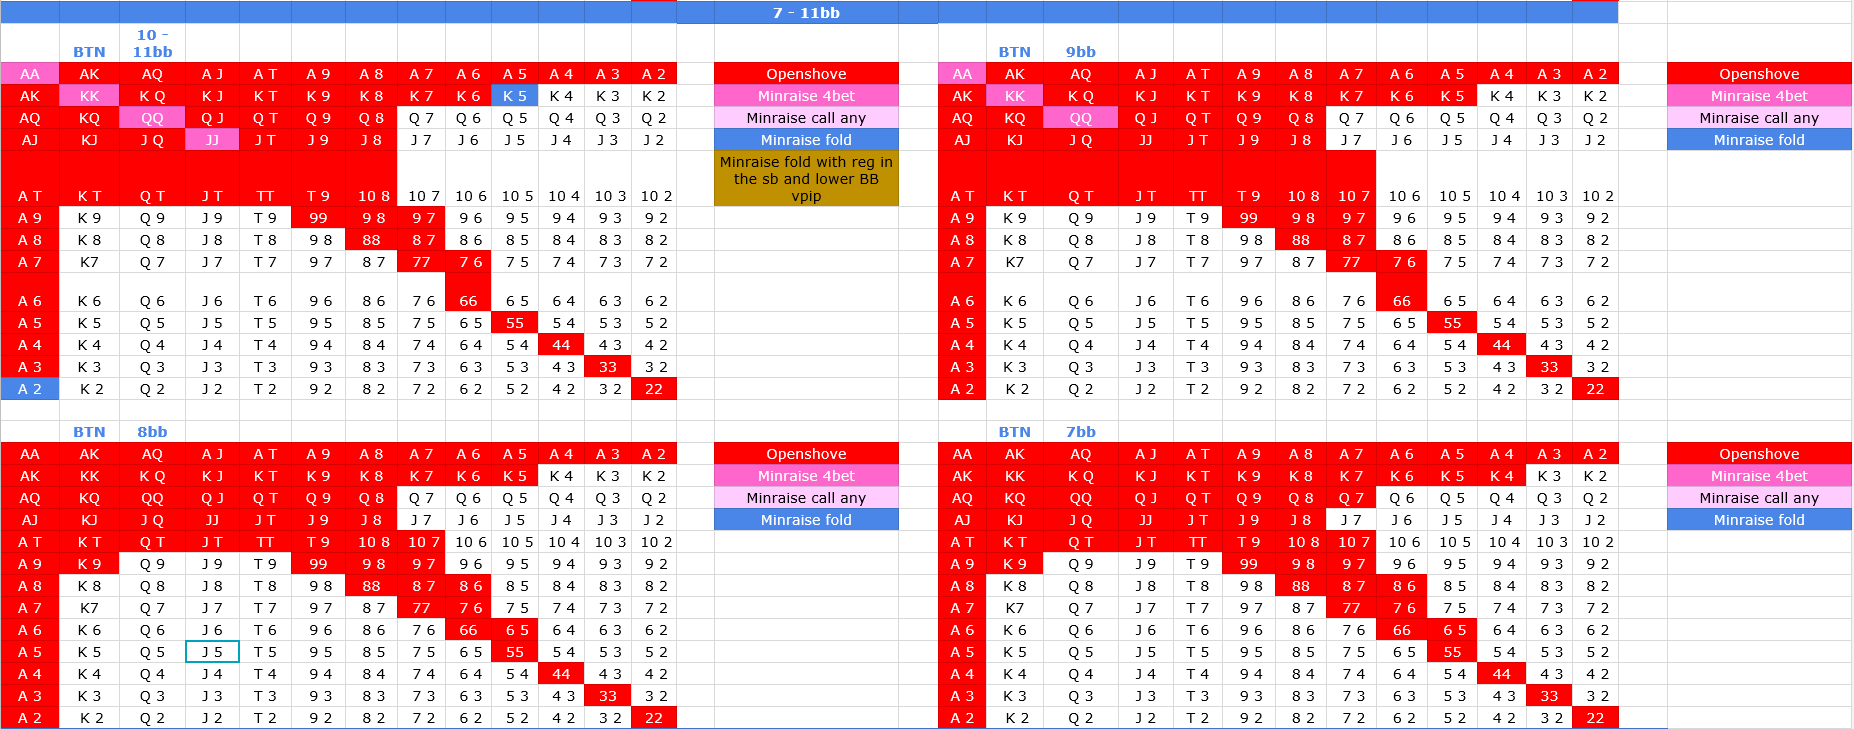 7 - 11bb
BTN 10 - 11bb
AA AK AQ A J A T A 9 A 8 A 7 A 6 A 5 A 4 A 3 A 2 Openshove
AK KK K Q K J K T K 9 K 8 K 7 K 6 K 5 K 4 K 3 K 2 Minraise 4bet
AQ KQ QQ Q J Q T Q 9 Q 8 Q 7 Q 6 Q 5 Q 4 Q 3 Q 2 Minraise call any
AJ KJ J Q JJ J T J 9 J 8 J 7 J 6 J 5 J 4 J 3 J 2 Minraise fold
Minraise fold with reg in
the sb and lower BB
A T K T Q T J T TT T 9 10 8 10 7 10 6 10 5 10 4 10 3 10 2 vpip
A 9 K 9 Q 9 J 9 T 9 99 9 8 9 7 9 6 9 5 9 4 9 3 9 2
A 8 K 8 Q 8 J 8 T 8 9 8 88 8 7 8 6 8 5 8 4 8 3 8 2
A 7 K7 Q 7 J 7 T 7 9 7 8 7 77 7 6 7 5 7 4 7 3 7 2
A 6 K 6 Q 6 J 6 T 6 9 6 8 6 7 6 66 6 5 6 4 6 3 6 2
A 5 K 5 Q 5 J 5 T 5 9 5 8 5 7 5 6 5 55 5 4 5 3 5 2
A 4 K 4 Q 4 J 4 T 4 9 4 8 4 7 4 6 4 5 4 44 4 3 4 2
A 3 K 3 Q 3 J 3 T 3 9 3 8 3 7 3 6 3 5 3 4 3 33 3 2
A 2 K 2 Q 2 J 2 T 2 9 2 8 2 7 2 6 2 5 2 4 2 3 2 22
BTN 9bb
AA AK AQ A J A T A 9 A 8 A 7 A 6 A 5 A 4 A 3 A 2 Openshove
AK KK K Q K J K T K 9 K 8 K 7 K 6 K 5 K 4 K 3 K 2 Minraise 4bet
AQ KQ QQ Q J Q T Q 9 Q 8 Q 7 Q 6 Q 5 Q 4 Q 3 Q 2 Minraise call any
AJ KJ J Q JJ J T J 9 J 8 J 7 J 6 J 5 J 4 J 3 J 2 Minraise fold
A T K T Q T J T TT T 9 10 8 10 7 10 6 10 5 10 4 10 3 10 2
A 9 K 9 Q 9 J 9 T 9 99 9 8 9 7 9 6 9 5 9 4 9 3 9 2
A 8 K 8 Q 8 J 8 T 8 9 8 88 8 7 8 6 8 5 8 4 8 3 8 2
A 7 K7 Q 7 J 7 T 7 9 7 8 7 77 7 6 7 5 7 4 7 3 7 2
A 6 K 6 Q 6 J 6 T 6 9 6 8 6 7 6 66 6 5 6 4 6 3 6 2
A 5 K 5 Q 5 J 5 T 5 9 5 8 5 7 5 6 5 55 5 4 5 3 5 2
A 4 K 4 Q 4 J 4 T 4 9 4 8 4 7 4 6 4 5 4 44 4 3 4 2
A 3 K 3 Q 3 J 3 T 3 9 3 8 3 7 3 6 3 5 3 4 3 33 3 2
A 2 K 2 Q 2 J 2 T 2 9 2 8 2 7 2 6 2 5 2 4 2 3 2 22
BTN 8bb
AA AK AQ A J A T A 9 A 8 A 7 A 6 A 5 A 4 A 3 A 2 Openshove
AK KK K Q K J K T K 9 K 8 K 7 K 6 K 5 K 4 K 3 K 2 Minraise 4bet
AQ KQ QQ Q J Q T Q 9 Q 8 Q 7 Q 6 Q 5 Q 4 Q 3 Q 2 Minraise call any
AJ KJ J Q JJ J T J 9 J 8 J 7 J 6 J 5 J 4 J 3 J 2 Minraise fold
A T K T Q T J T TT T 9 10 8 10 7 10 6 10 5 10 4 10 3 10 2
A 9 K 9 Q 9 J 9 T 9 99 9 8 9 7 9 6 9 5 9 4 9 3 9 2
A 8 K 8 Q 8 J 8 T 8 9 8 88 8 7 8 6 8 5 8 4 8 3 8 2
A 7 K7 Q 7 J 7 T 7 9 7 8 7 77 7 6 7 5 7 4 7 3 7 2
A 6 K 6 Q 6 J 6 T 6 9 6 8 6 7 6 66 6 5 6 4 6 3 6 2
A 5 K 5 Q 5 J 5 T 5 9 5 8 5 7 5 6 5 55 5 4 5 3 5 2
A 4 K 4 Q 4 J 4 T 4 9 4 8 4 7 4 6 4 5 4 44 4 3 4 2
A 3 K 3 Q 3 J 3 T 3 9 3 8 3 7 3 6 3 5 3 4 3 33 3 2
A 2 K 2 Q 2 J 2 T 2 9 2 8 2 7 2 6 2 5 2 4 2 3 2 22
BTN 7bb
AA AK AQ A J A T A 9 A 8 A 7 A 6 A 5 A 4 A 3 A 2 Openshove
AK KK K Q K J K T K 9 K 8 K 7 K 6 K 5 K 4 K 3 K 2 Minraise 4bet
AQ KQ QQ Q J Q T Q 9 Q 8 Q 7 Q 6 Q 5 Q 4 Q 3 Q 2 Minraise call any
AJ KJ J Q JJ J T J 9 J 8 J 7 J 6 J 5 J 4 J 3 J 2 Minraise fold
A T K T Q T J T TT T 9 10 8 10 7 10 6 10 5 10 4 10 3 10 2
A 9 K 9 Q 9 J 9 T 9 99 9 8 9 7 9 6 9 5 9 4 9 3 9 2
A 8 K 8 Q 8 J 8 T 8 9 8 88 8 7 8 6 8 5 8 4 8 3 8 2
A 7 K7 Q 7 J 7 T 7 9 7 8 7 77 7 6 7 5 7 4 7 3 7 2
A 6 K 6 Q 6 J 6 T 6 9 6 8 6 7 6 66 6 5 6 4 6 3 6 2
A 5 K 5 Q 5 J 5 T 5 9 5 8 5 7 5 6 5 55 5 4 5 3 5 2
A 4 K 4 Q 4 J 4 T 4 9 4 8 4 7 4 6 4 5 4 44 4 3 4 2
A 3 K 3 Q 3 J 3 T 3 9 3 8 3 7 3 6 3 5 3 4 3 33 3 2
A 2 K 2 Q 2 J 2 T 2 9 2 8 2 7 2 6 2 5 2 4 2 3 2 22